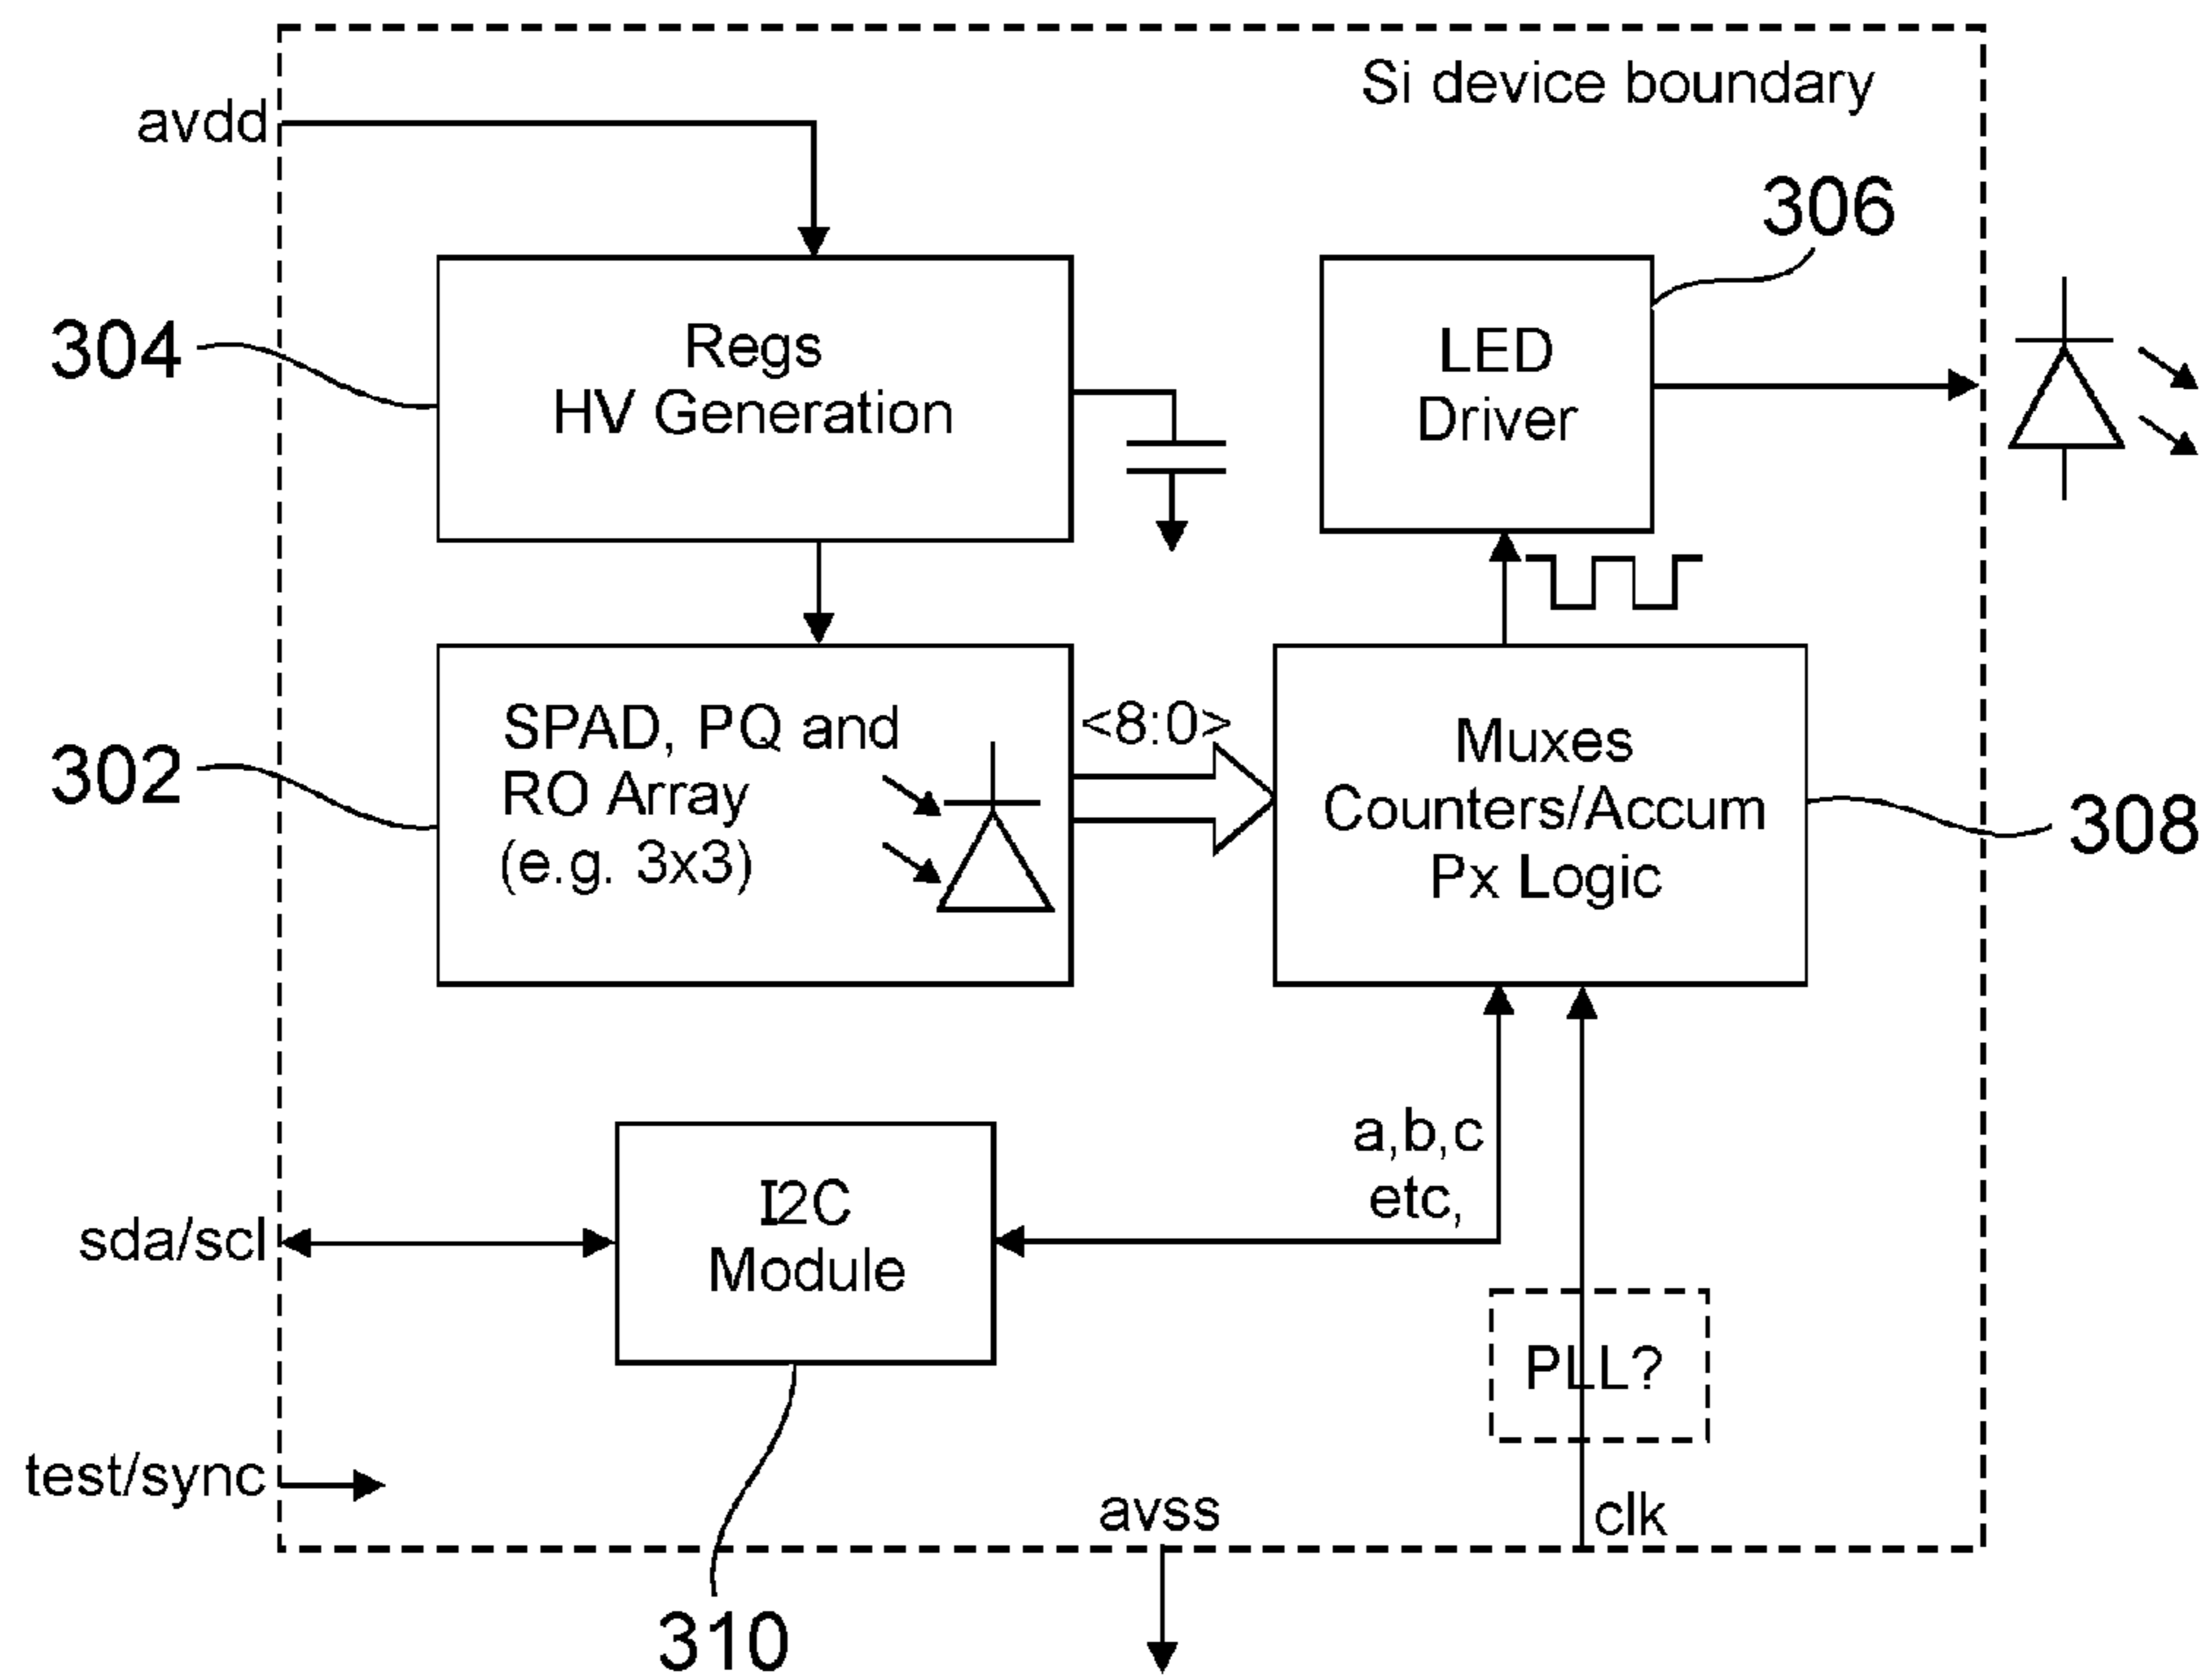 Si device boundary
avdd
306
304
Regs
HV Generation
LED
Driver
302
SPAD, PQ and
RO Array
(e.g. 3x3)
<8:0>
Muxes
Counters/Accum
Px Logic
308
a,b,c
etc,
sda/scl
I2C
Module
PLL?
test/sync
avss
clk
310